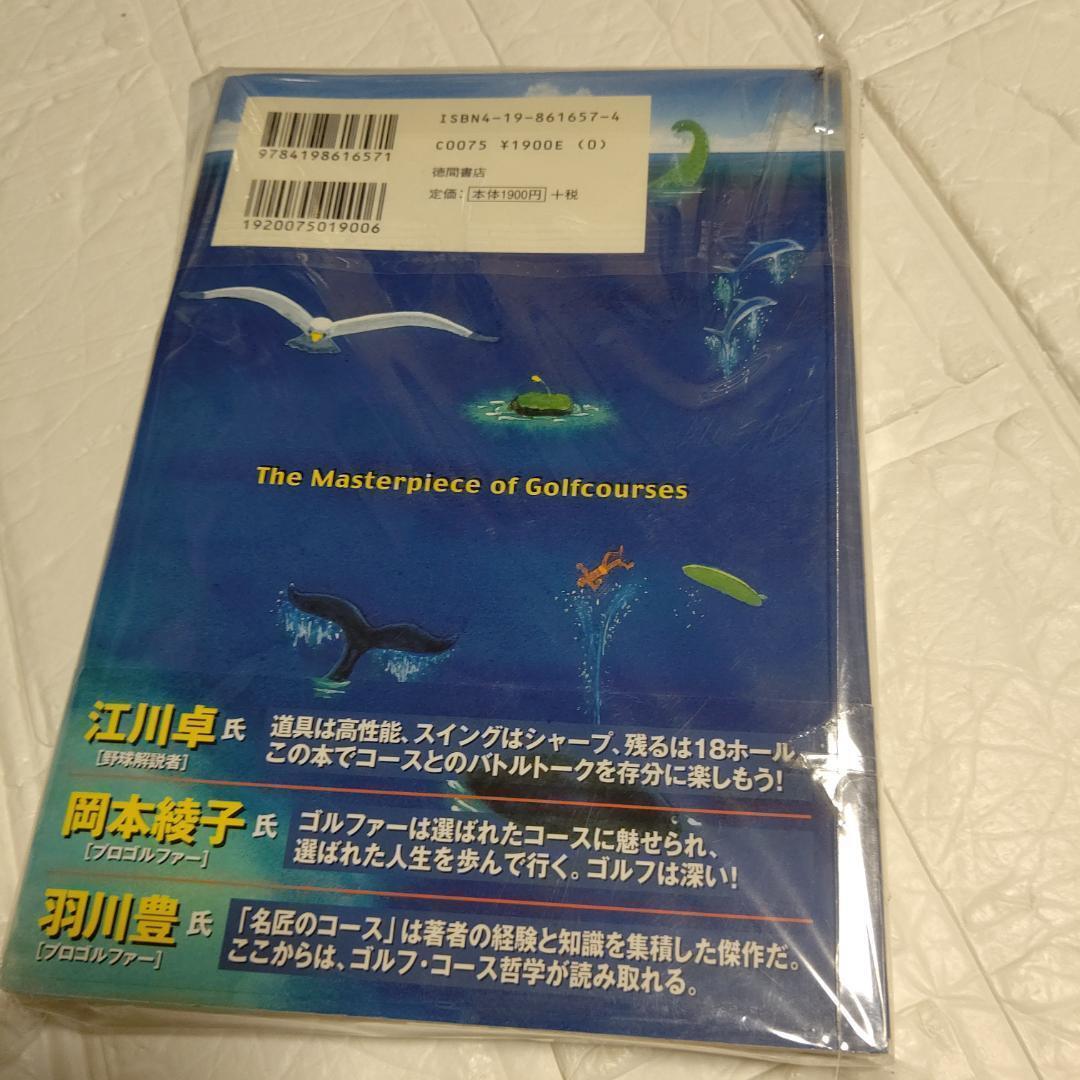 ISBN4-19-861657-4
9784198616571
C0075 ¥1900E (0)
徳間書店
定価：本体1900円 ＋税
1920075019006
The Masterpiece of Golfcourses
江川卓氏
［野球解説者］
道具は高性能、スイングはシャープ、残るは18ホール。
この本でコースとのバトルトークを存分に楽しもう！
岡本綾子氏
［プロゴルファー］
ゴルファーは選ばれたコースに魅せられ、
選ばれた人生を歩んで行く。ゴルフは深い！
羽川豊氏
［プロゴルファー］
「名匠のコース」は著者の経験と知識を集積した傑作だ。
ここからは、ゴルフ・コース哲学が読み取れる。